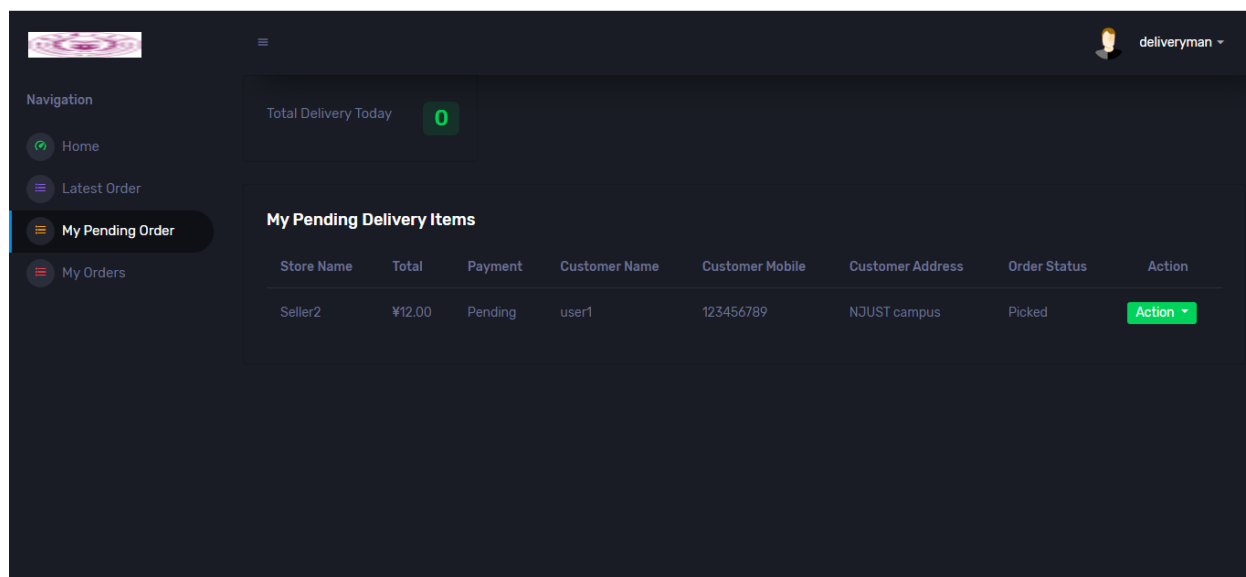 deliveryman
Navigation
Home
Latest Order
My Pending Order
My Orders
Total Delivery Today 0
My Pending Delivery Items
Store Name Total Payment Customer Name Customer Mobile Customer Address Order Status Action
Seller2 ¥12.00 Pending user1 123456789 NJUST campus Picked Action